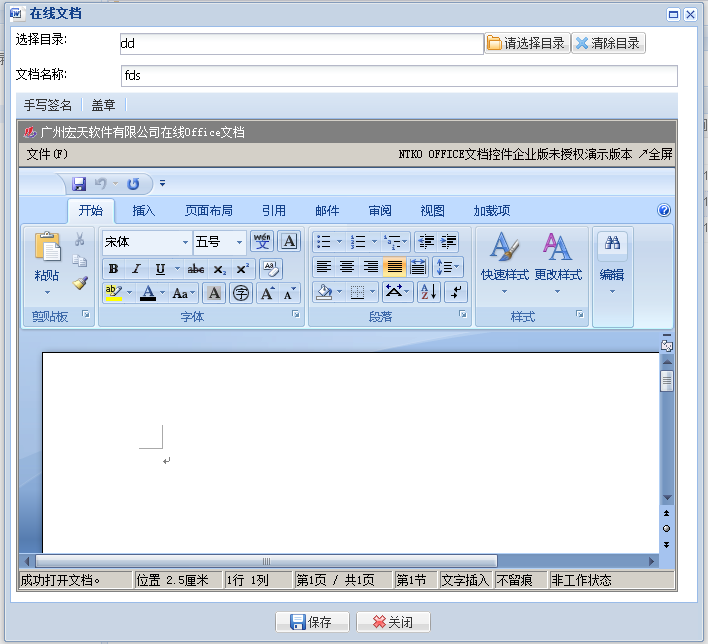 在线文档
选择目录:
dd
请选择目录
清除目录
文档名称:
fds
手写签名 盖章
广州宏天软件有限公司在线Office文档
文件(F)
NTKO OFFICE文档控件企业版未授权演示版本 ↗全屏
开始 插入 页面布局 引用 邮件 审阅 视图 加载项
粘贴
剪贴板
宋体 五号 wén 文 A
B I U abc x₂ x² Aa
ab A Aa A 字 A A
字体
A Z
段落
快速样式 更改样式
样式
编辑
成功打开文档。 位置 2.5厘米 1行 1列 第1页 / 共1页 第1节 文字插入 不留痕 非工作状态
保存 关闭